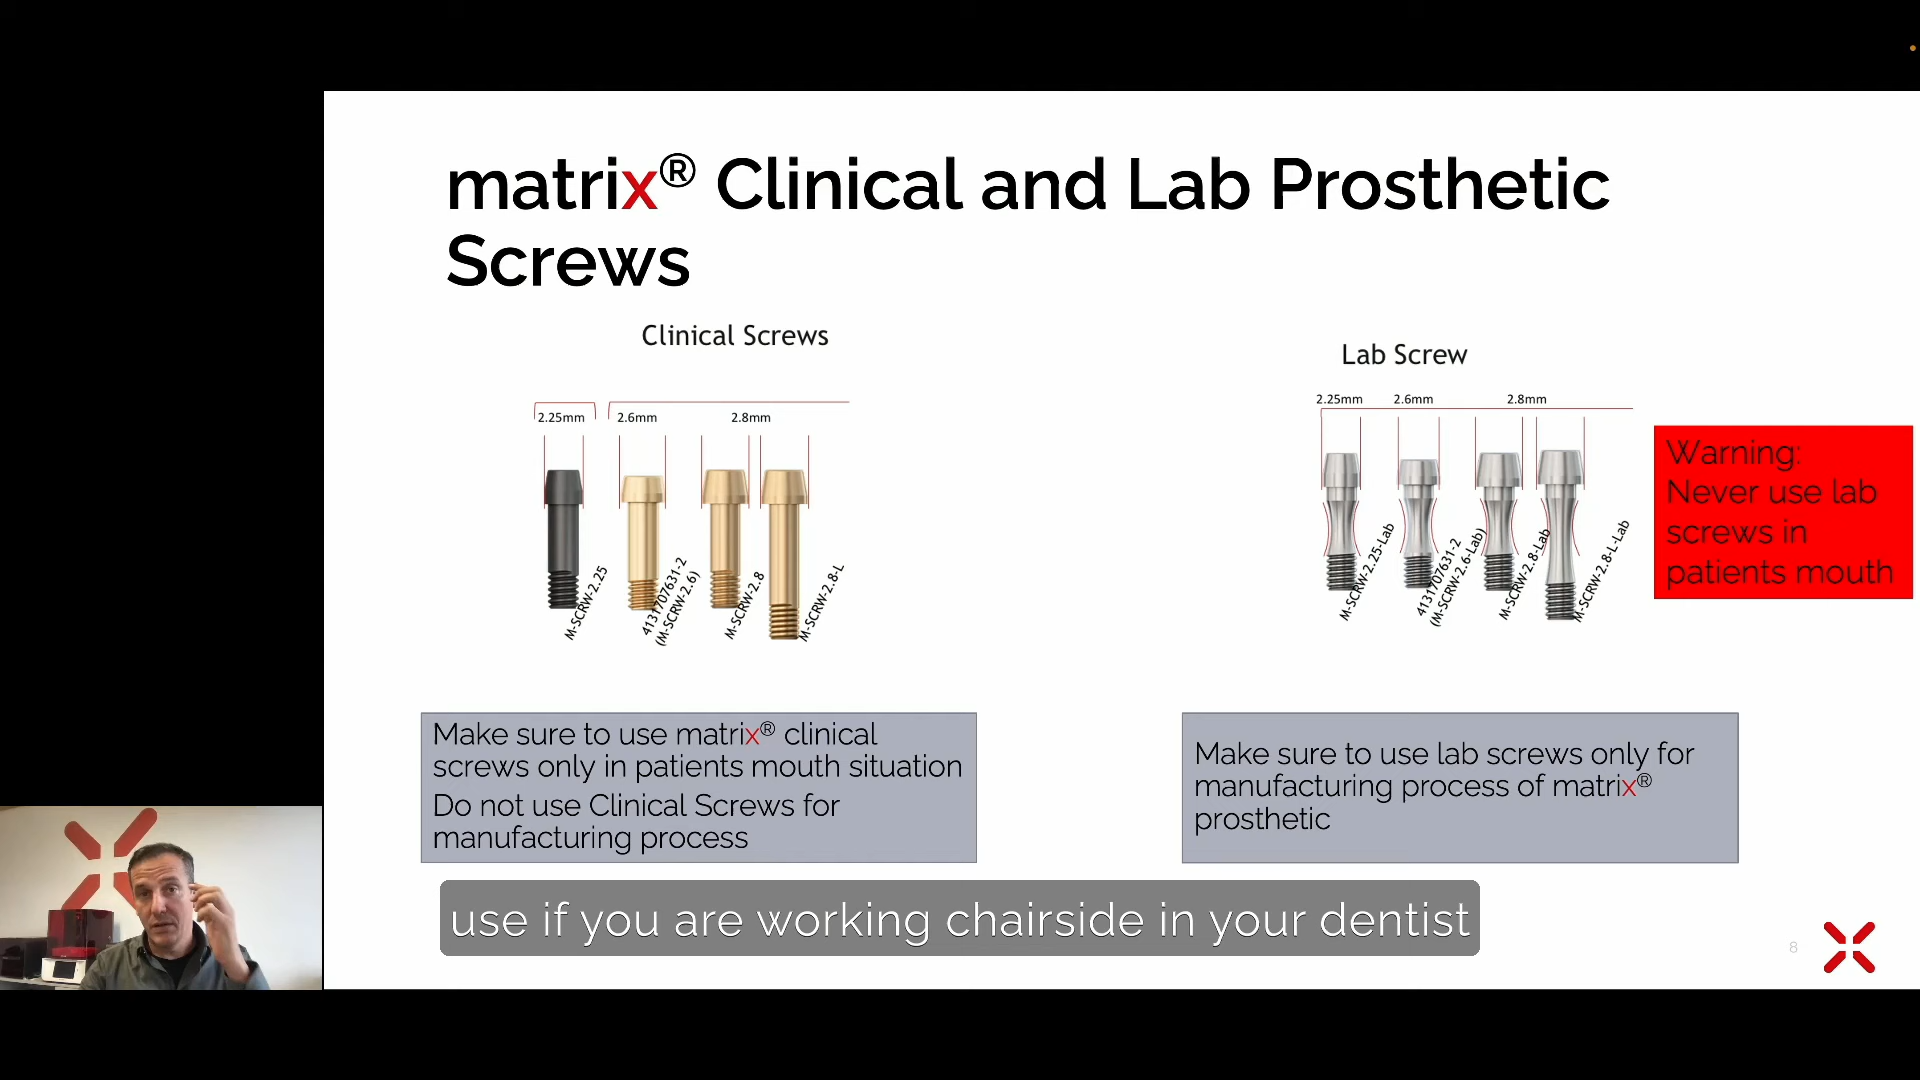 matrix® Clinical and Lab Prosthetic
Screws
Clinical Screws
2.25mm
2.6mm
2.8mm
M-SCRW-2.25
4131707631-2
(M-SCRW-2.6)
M-SCRW-2.8
M-SCRW-2.8-L
Lab Screw
2.25mm
2.6mm
2.8mm
M-SCRW-2.25-Lab
4131707631-2
(M-SCRW-2.6-Lab)
M-SCRW-2.8-Lab
M-SCRW-2.8-L-Lab
Warning:
Never use lab
screws in
patients mouth
Make sure to use matrix® clinical
screws only in patients mouth situation
Do not use Clinical Screws for
manufacturing process
Make sure to use lab screws only for
manufacturing process of matrix®
prosthetic
use if you are working chairside in your dentist
8